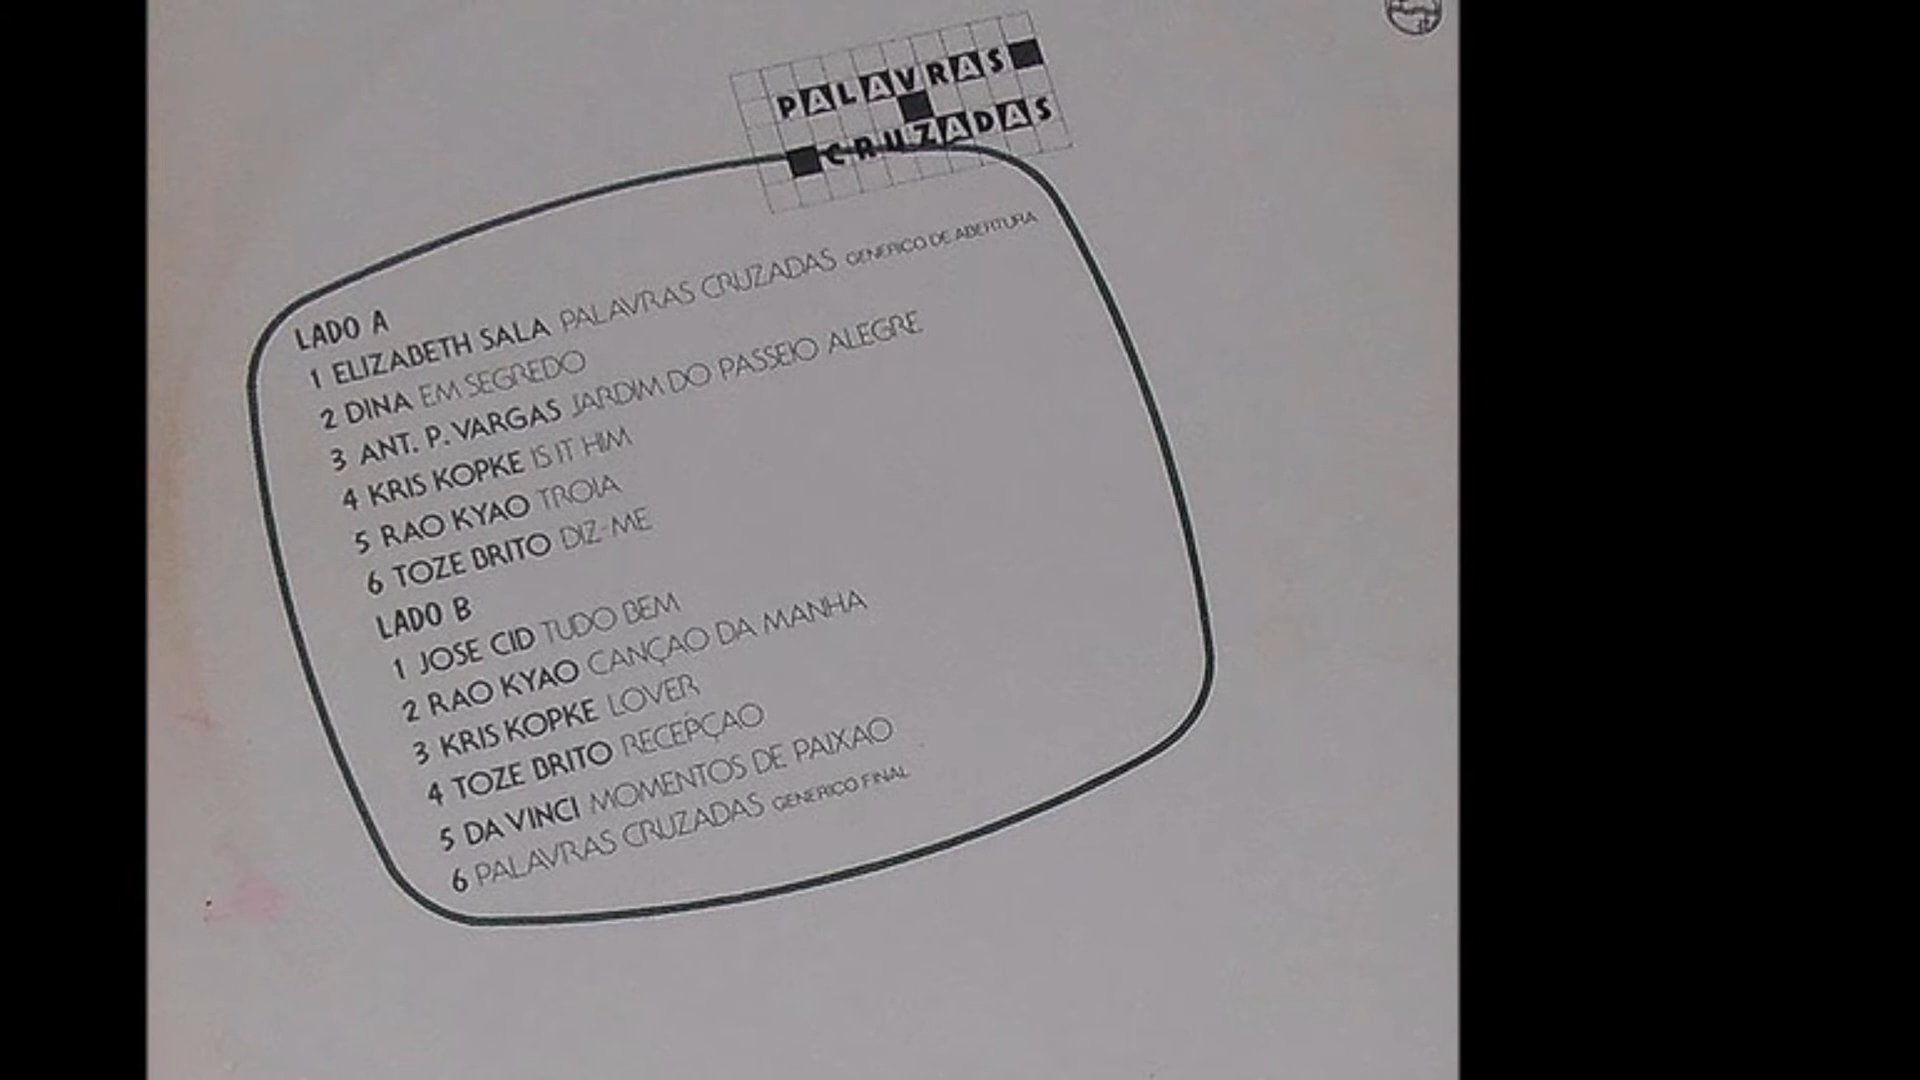 PALAVRAS
CRUZADAS
LADO A
1 ELIZABETH SALA PALAVRAS CRUZADAS GENERICO DE ABERTURA
2 DINA EM SEGREDO
3 ANT. P. VARGAS JARDIM DO PASSEIO ALEGRE
4 KRIS KOPKE IS IT HIM
5 RAO KYAO TROIA
6 TOZE BRITO DIZ-ME
LADO B
1 JOSE CID TUDO BEM
2 RAO KYAO CANÇAO DA MANHA
3 KRIS KOPKE LOVER
4 TOZE BRITO RECEPÇAO
5 DA VINCI MOMENTOS DE PAIXAO
6 PALAVRAS CRUZADAS GENERICO FINAL